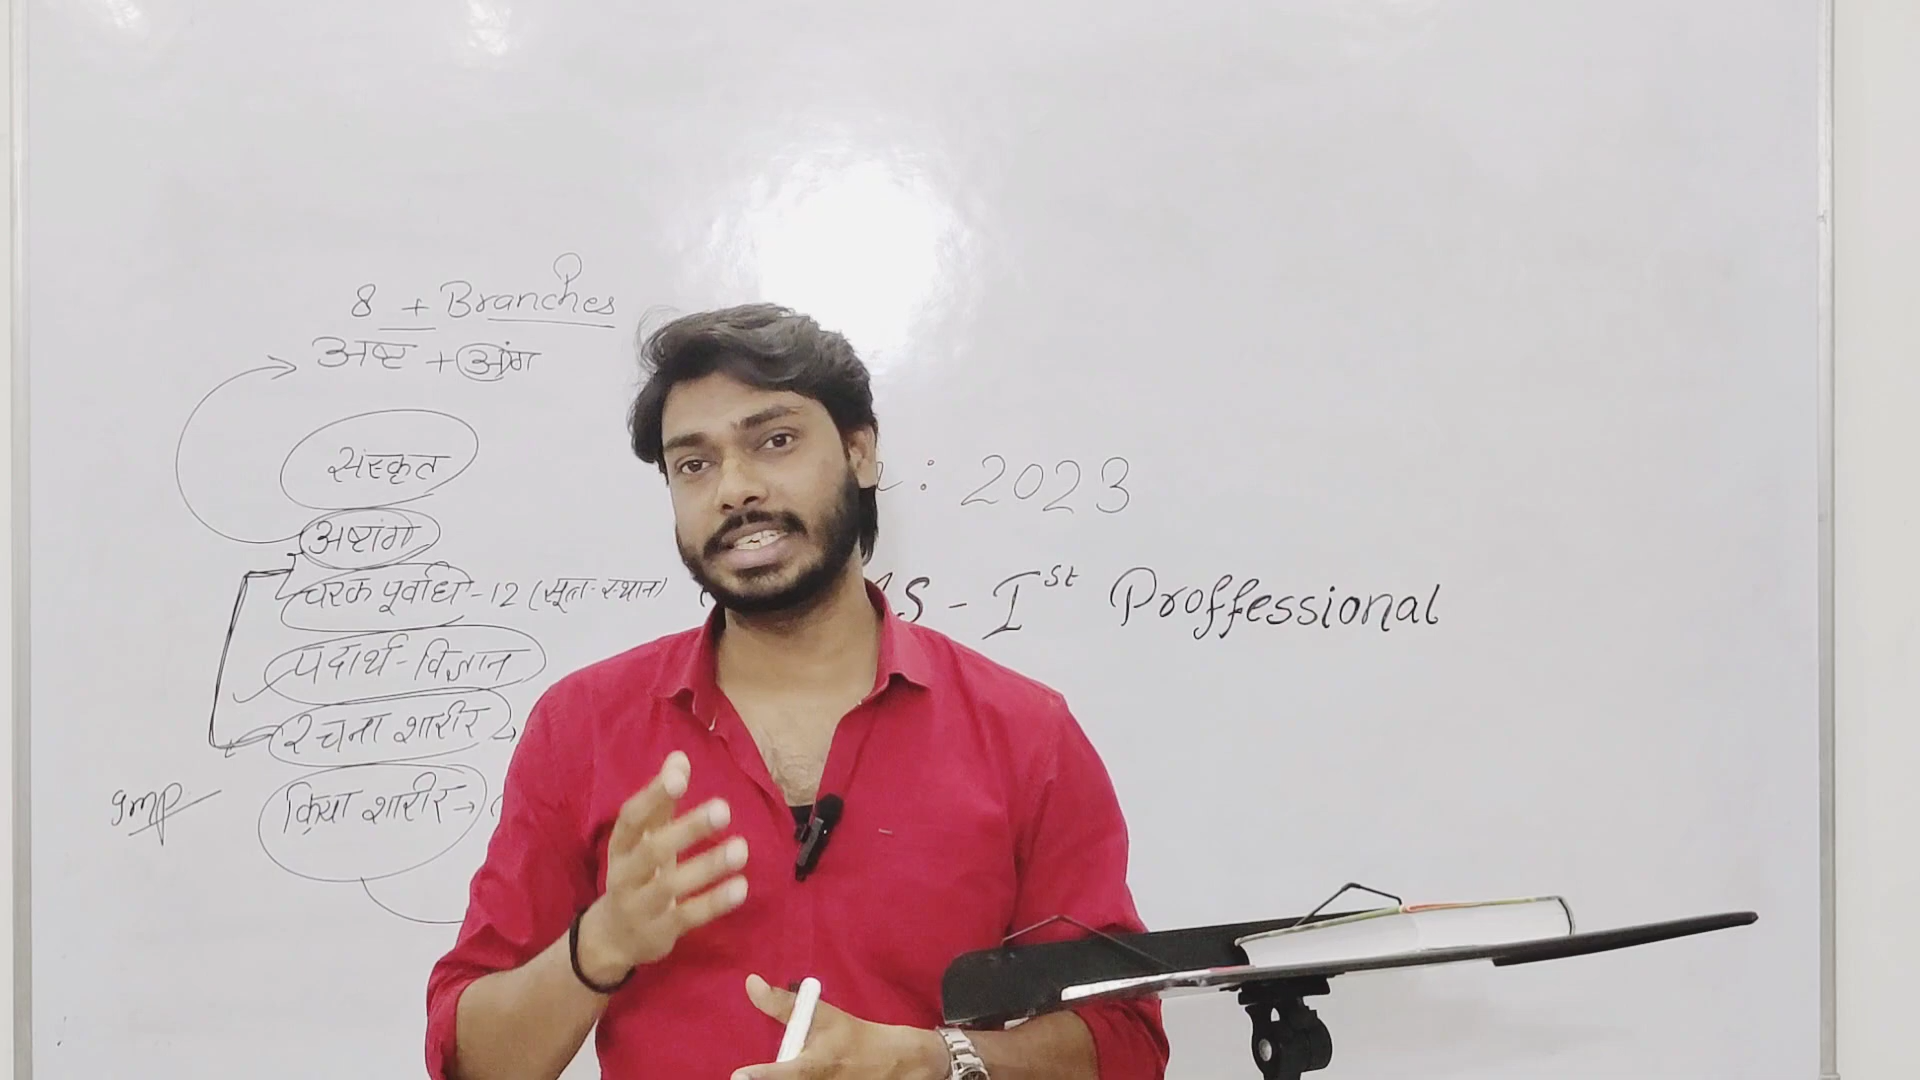 8 + Branches
अष्ट + अंग
संस्कृत
अष्टांग
चरक पूर्वार्ध - 12 (सूत्र-स्थान)
पदार्थ-विज्ञान
रचना शारीर →
Imp
क्रिया शारीर →
: 2023
S - Ist Proffessional